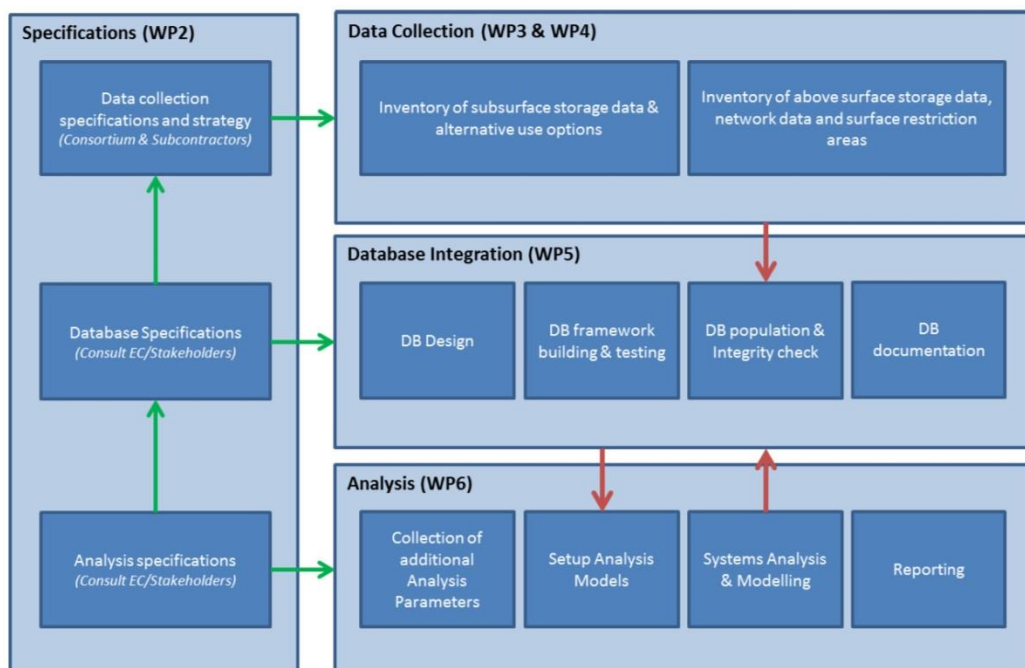 Specifications (WP2)
Data collection
specifications and strategy
(Consortium & Subcontractors)
Database Specifications
(Consult EC/Stakeholders)
Analysis specifications
(Consult EC/Stakeholders)
Data Collection (WP3 & WP4)
Inventory of subsurface storage data &
alternative use options
Inventory of above surface storage data,
network data and surface restriction
areas
Database Integration (WP5)
DB Design
DB framework
building & testing
DB population &
Integrity check
DB
documentation
Analysis (WP6)
Collection of
additional
Analysis
Parameters
Setup Analysis
Models
Systems Analysis
& Modelling
Reporting